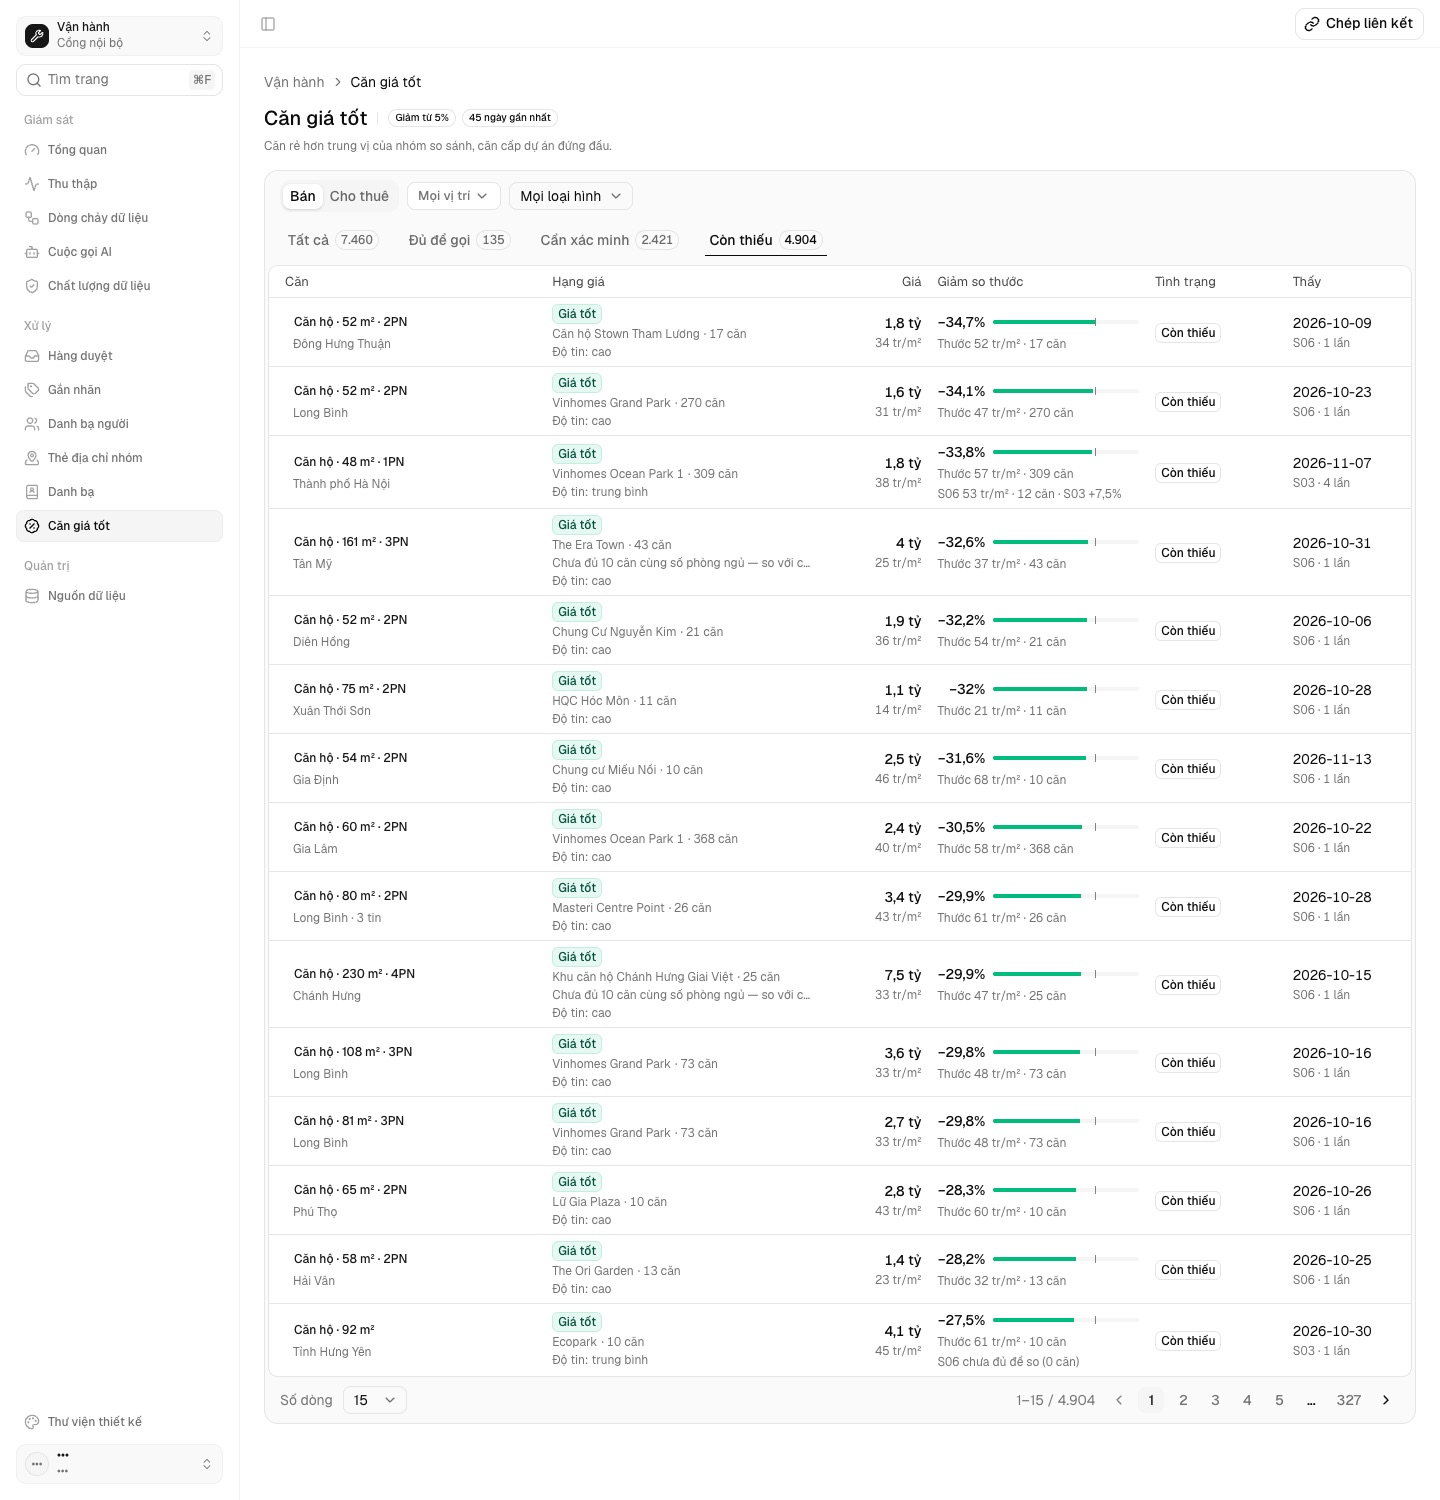 Vận hành
Cổng nội bộ
Tìm trang
⌘F
Giám sát
Tổng quan
Thu thập
Dòng chảy dữ liệu
Cuộc gọi AI
Chất lượng dữ liệu
Xử lý
Hàng duyệt
Gắn nhãn
Danh bạ người
Thẻ địa chỉ nhóm
Danh bạ
Căn giá tốt
Quản trị
Nguồn dữ liệu
Thư viện thiết kế
•••
•••
•••
Chép liên kết
Vận hành > Căn giá tốt
Căn giá tốt Giảm từ 5% 45 ngày gần nhất
Căn rẻ hơn trung vị của nhóm so sánh, căn cấp dự án đứng đầu.
Bán Cho thuê Mọi vị trí Mọi loại hình
Tất cả 7.460 Đủ để gọi 135 Cần xác minh 2.421 Còn thiếu 4.904
Căn Hạng giá Giá Giảm so thước Tình trạng Thấy
Căn hộ · 52 m² · 2PN
Đông Hưng Thuận
Giá tốt
Căn hộ Stown Tham Lương · 17 căn
Độ tin: cao
1,8 tỷ
34 tr/m²
−34,7%
Thước 52 tr/m² · 17 căn
Còn thiếu
2026-10-09
S06 · 1 lần
Căn hộ · 52 m² · 2PN
Long Bình
Giá tốt
Vinhomes Grand Park · 270 căn
Độ tin: cao
1,6 tỷ
31 tr/m²
−34,1%
Thước 47 tr/m² · 270 căn
Còn thiếu
2026-10-23
S06 · 1 lần
Căn hộ · 48 m² · 1PN
Thành phố Hà Nội
Giá tốt
Vinhomes Ocean Park 1 · 309 căn
Độ tin: trung bình
1,8 tỷ
38 tr/m²
−33,8%
Thước 57 tr/m² · 309 căn
S06 53 tr/m² · 12 căn · S03 +7,5%
Còn thiếu
2026-11-07
S03 · 4 lần
Căn hộ · 161 m² · 3PN
Tân Mỹ
Giá tốt
The Era Town · 43 căn
Chưa đủ 10 căn cùng số phòng ngủ — so với c...
Độ tin: cao
4 tỷ
25 tr/m²
−32,6%
Thước 37 tr/m² · 43 căn
Còn thiếu
2026-10-31
S06 · 1 lần
Căn hộ · 52 m² · 2PN
Diên Hồng
Giá tốt
Chung Cư Nguyễn Kim · 21 căn
Độ tin: cao
1,9 tỷ
36 tr/m²
−32,2%
Thước 54 tr/m² · 21 căn
Còn thiếu
2026-10-06
S06 · 1 lần
Căn hộ · 75 m² · 2PN
Xuân Thới Sơn
Giá tốt
HQC Hóc Môn · 11 căn
Độ tin: cao
1,1 tỷ
14 tr/m²
−32%
Thước 21 tr/m² · 11 căn
Còn thiếu
2026-10-28
S06 · 1 lần
Căn hộ · 54 m² · 2PN
Gia Định
Giá tốt
Chung cư Miếu Nổi · 10 căn
Độ tin: cao
2,5 tỷ
46 tr/m²
−31,6%
Thước 68 tr/m² · 10 căn
Còn thiếu
2026-11-13
S06 · 1 lần
Căn hộ · 60 m² · 2PN
Gia Lâm
Giá tốt
Vinhomes Ocean Park 1 · 368 căn
Độ tin: cao
2,4 tỷ
40 tr/m²
−30,5%
Thước 58 tr/m² · 368 căn
Còn thiếu
2026-10-22
S06 · 1 lần
Căn hộ · 80 m² · 2PN
Long Bình · 3 tin
Giá tốt
Masteri Centre Point · 26 căn
Độ tin: cao
3,4 tỷ
43 tr/m²
−29,9%
Thước 61 tr/m² · 26 căn
Còn thiếu
2026-10-28
S06 · 1 lần
Căn hộ · 230 m² · 4PN
Chánh Hưng
Giá tốt
Khu căn hộ Chánh Hưng Giai Việt · 25 căn
Chưa đủ 10 căn cùng số phòng ngủ — so với c...
Độ tin: cao
7,5 tỷ
33 tr/m²
−29,9%
Thước 47 tr/m² · 25 căn
Còn thiếu
2026-10-15
S06 · 1 lần
Căn hộ · 108 m² · 3PN
Long Bình
Giá tốt
Vinhomes Grand Park · 73 căn
Độ tin: cao
3,6 tỷ
33 tr/m²
−29,8%
Thước 48 tr/m² · 73 căn
Còn thiếu
2026-10-16
S06 · 1 lần
Căn hộ · 81 m² · 3PN
Long Bình
Giá tốt
Vinhomes Grand Park · 73 căn
Độ tin: cao
2,7 tỷ
33 tr/m²
−29,8%
Thước 48 tr/m² · 73 căn
Còn thiếu
2026-10-16
S06 · 1 lần
Căn hộ · 65 m² · 2PN
Phú Thọ
Giá tốt
Lữ Gia Plaza · 10 căn
Độ tin: cao
2,8 tỷ
43 tr/m²
−28,3%
Thước 60 tr/m² · 10 căn
Còn thiếu
2026-10-26
S06 · 1 lần
Căn hộ · 58 m² · 2PN
Hải Vân
Giá tốt
The Ori Garden · 13 căn
Độ tin: cao
1,4 tỷ
23 tr/m²
−28,2%
Thước 32 tr/m² · 13 căn
Còn thiếu
2026-10-25
S06 · 1 lần
Căn hộ · 92 m²
Tỉnh Hưng Yên
Giá tốt
Ecopark · 10 căn
Độ tin: trung bình
4,1 tỷ
45 tr/m²
−27,5%
Thước 61 tr/m² · 10 căn
S06 chưa đủ để so (0 căn)
Còn thiếu
2026-10-30
S03 · 1 lần
Số dòng 15
1–15 / 4.904 1 2 3 4 5 ... 327